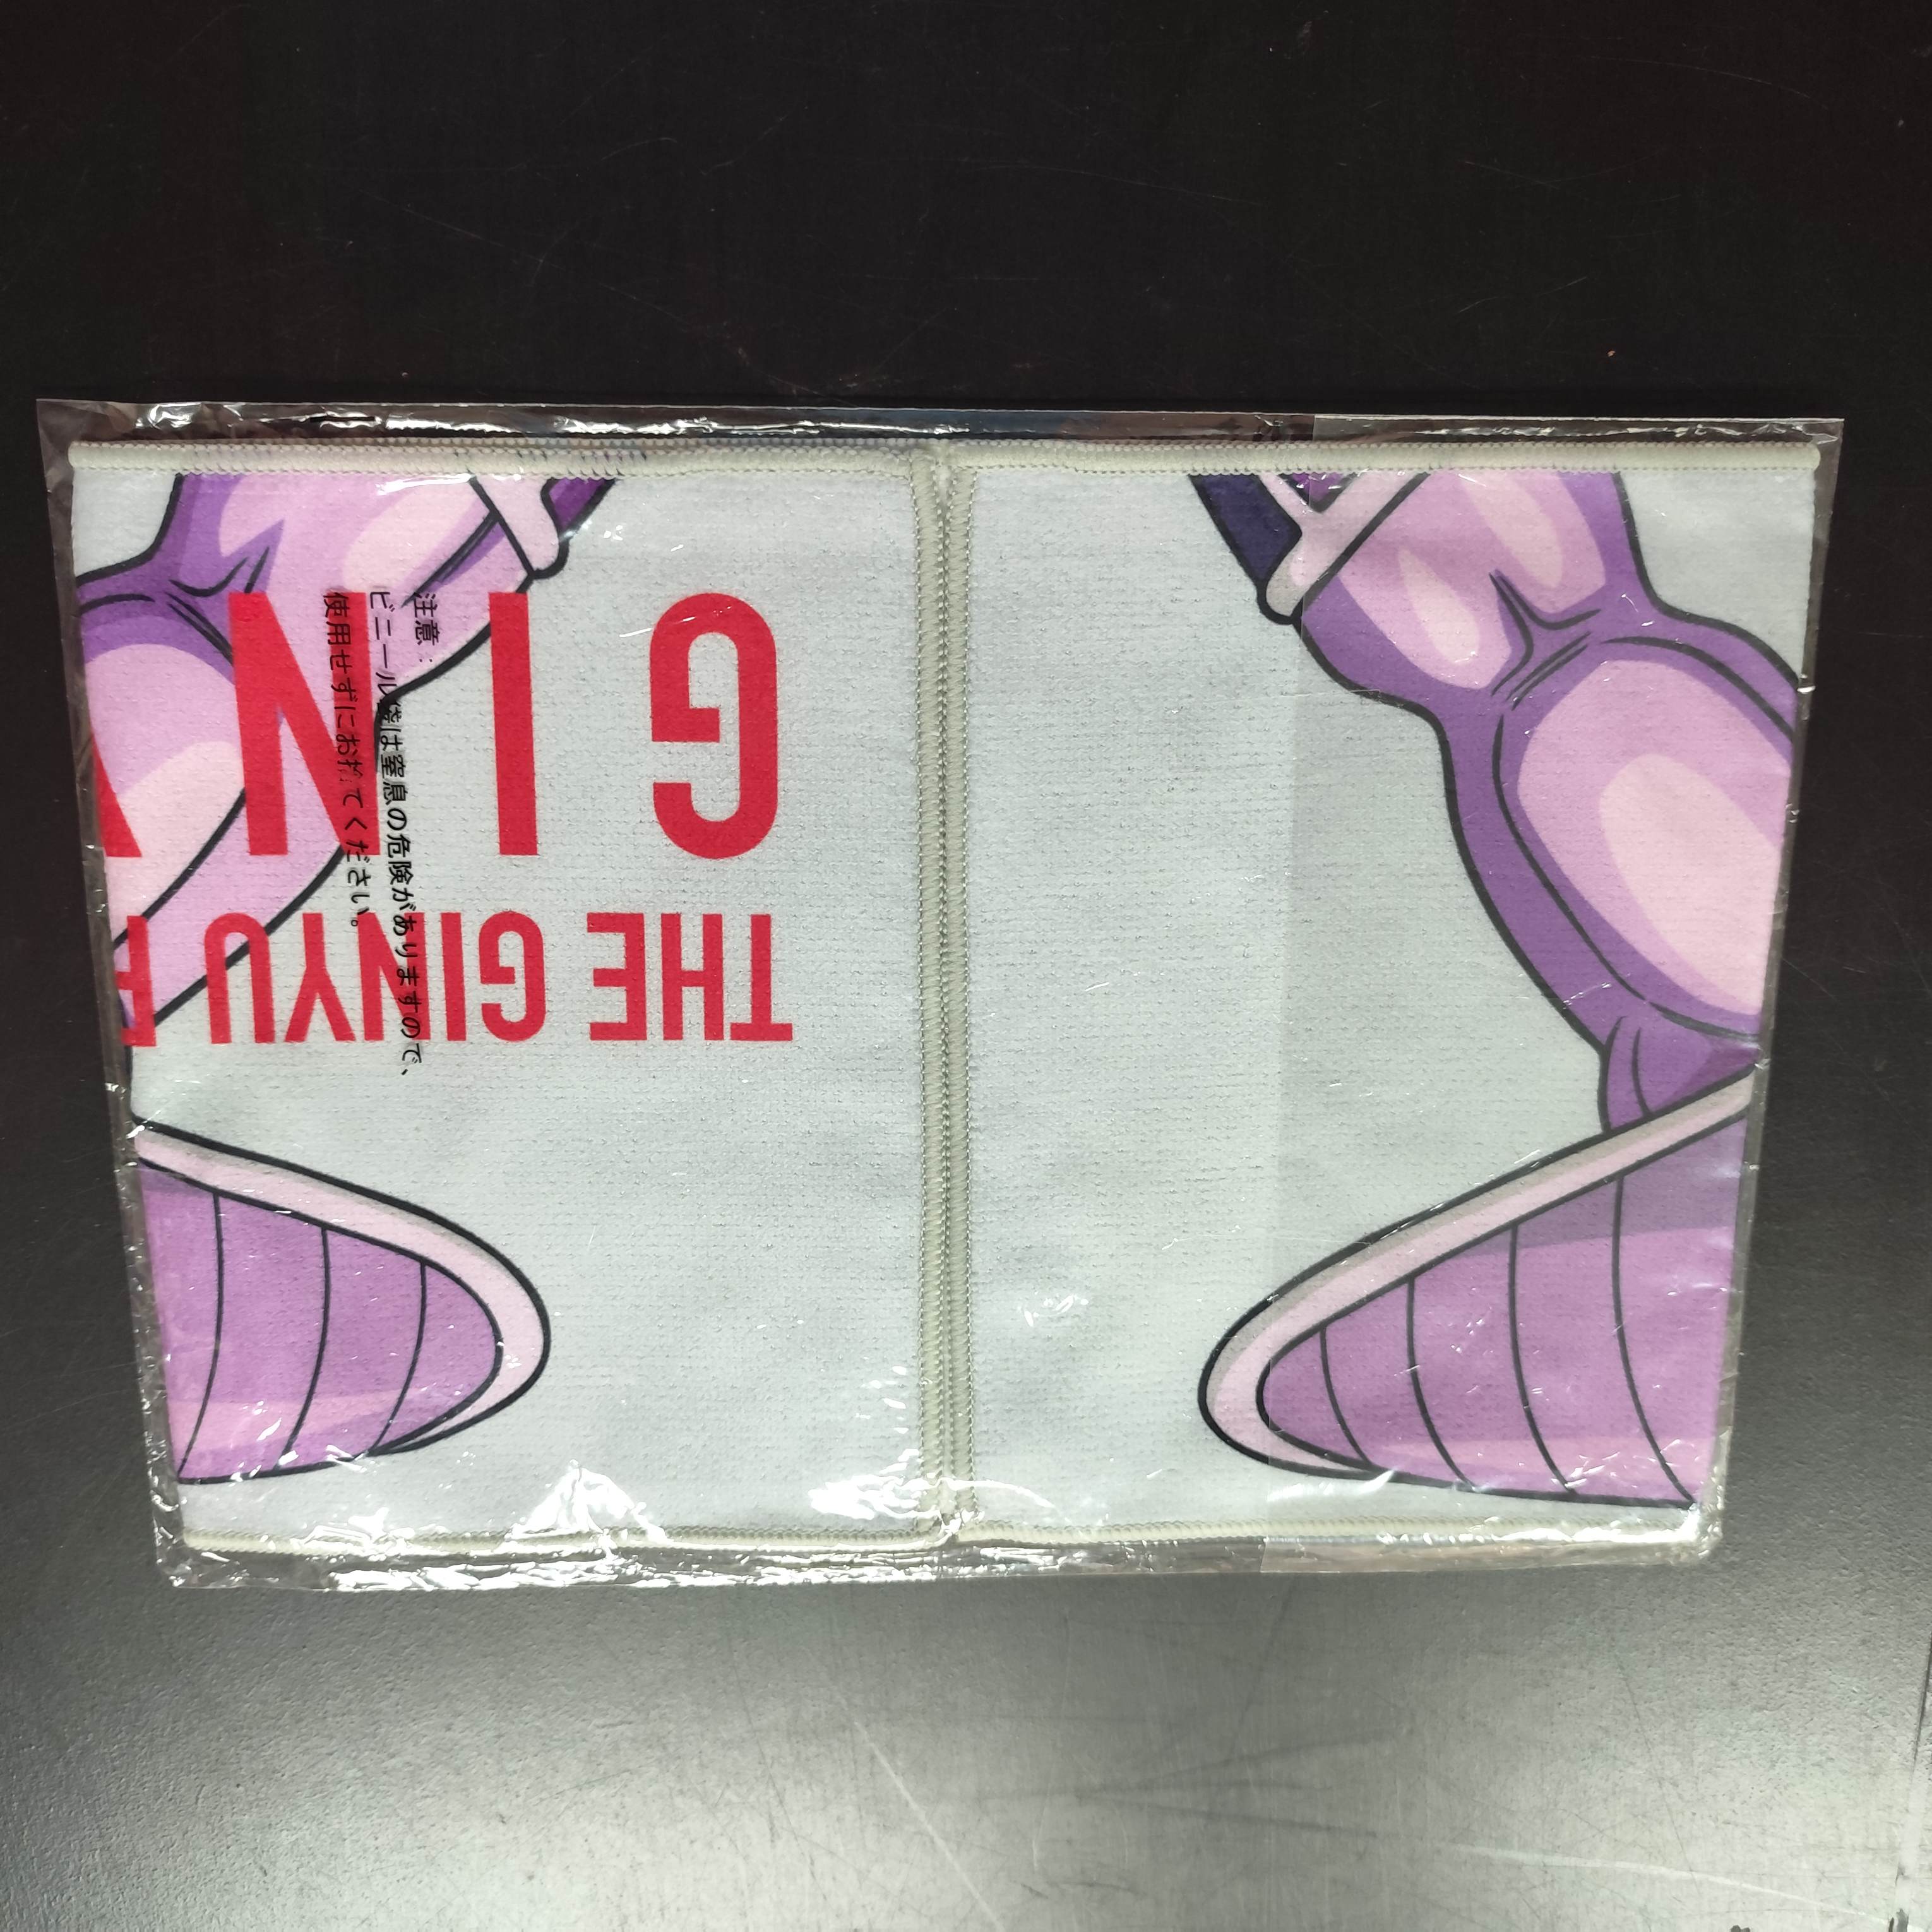 THE GINYU F
GIN
注意：
ビニール袋は窒息の危険がありますので、
使用せずにお捨てください。